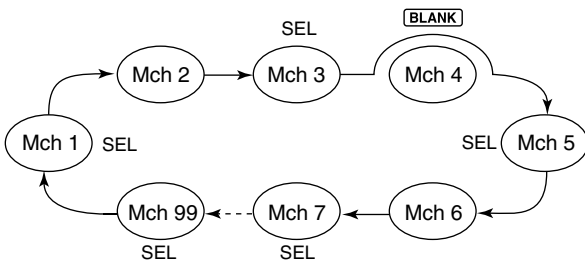 BLANK
SEL
Mch 2
Mch 3
Mch 4
Mch 1
SEL
SEL
Mch 5
Mch 99
Mch 7
Mch 6
SEL
SEL